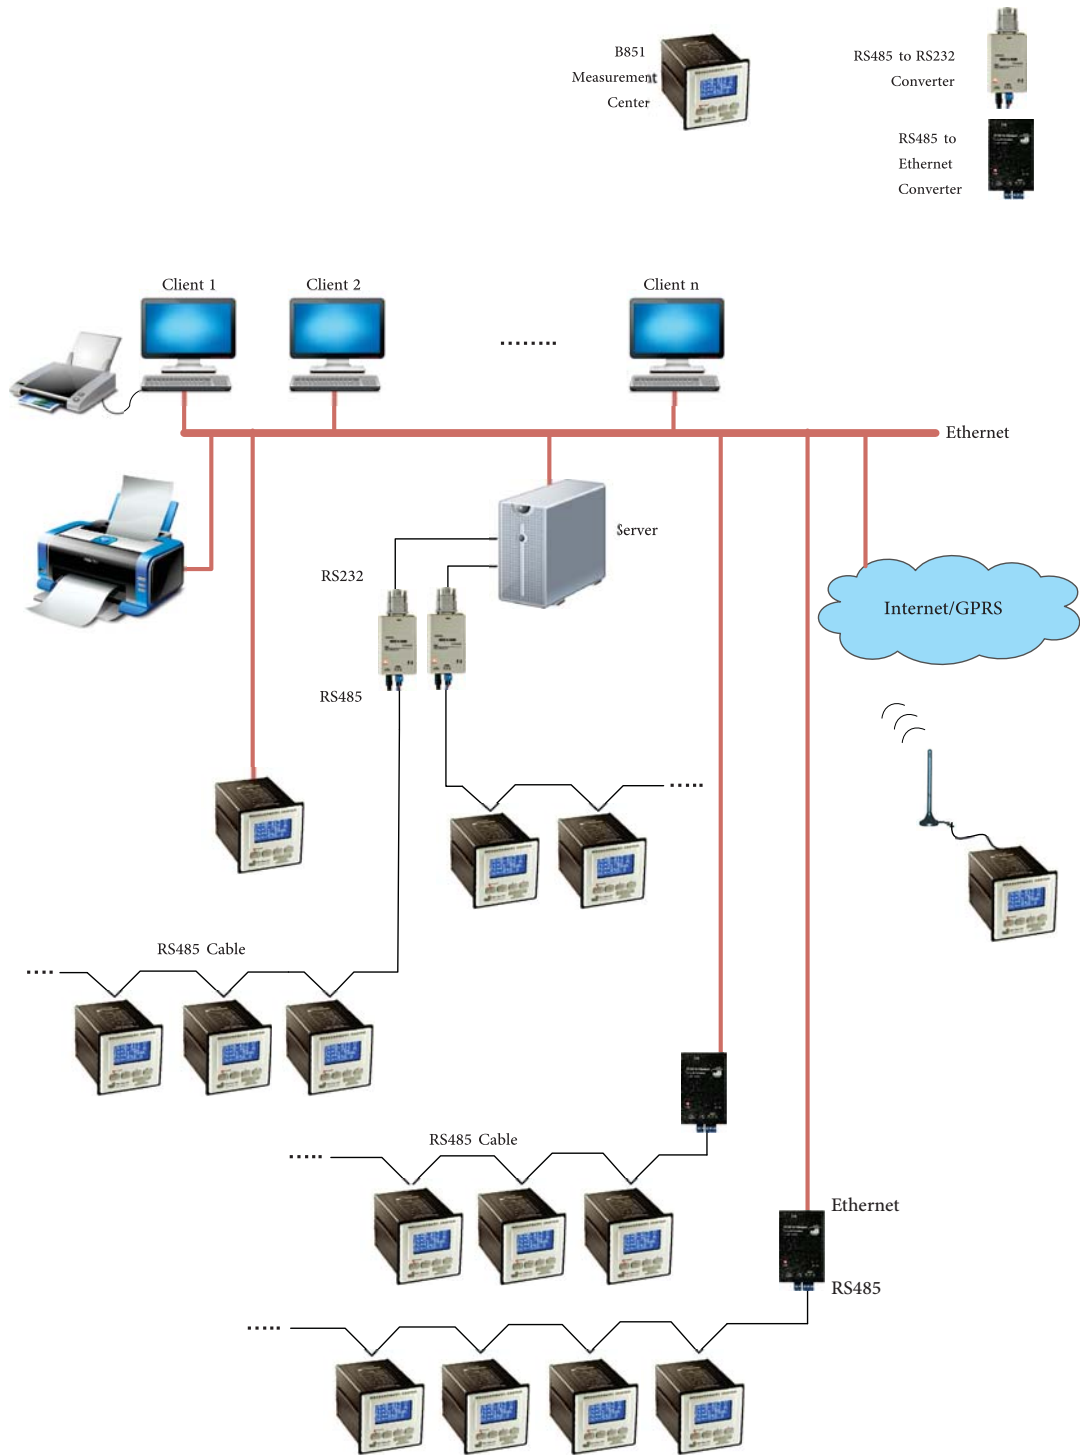 B851
Measurement
Center
RS485 to RS232
Converter
RS485 to
Ethernet
Converter
Client 1
Client 2
Client n
........
Ethernet
Server
RS232
Internet/GPRS
RS485
.....
RS485 Cable
....
RS485 Cable
.....
Ethernet
RS485
.....